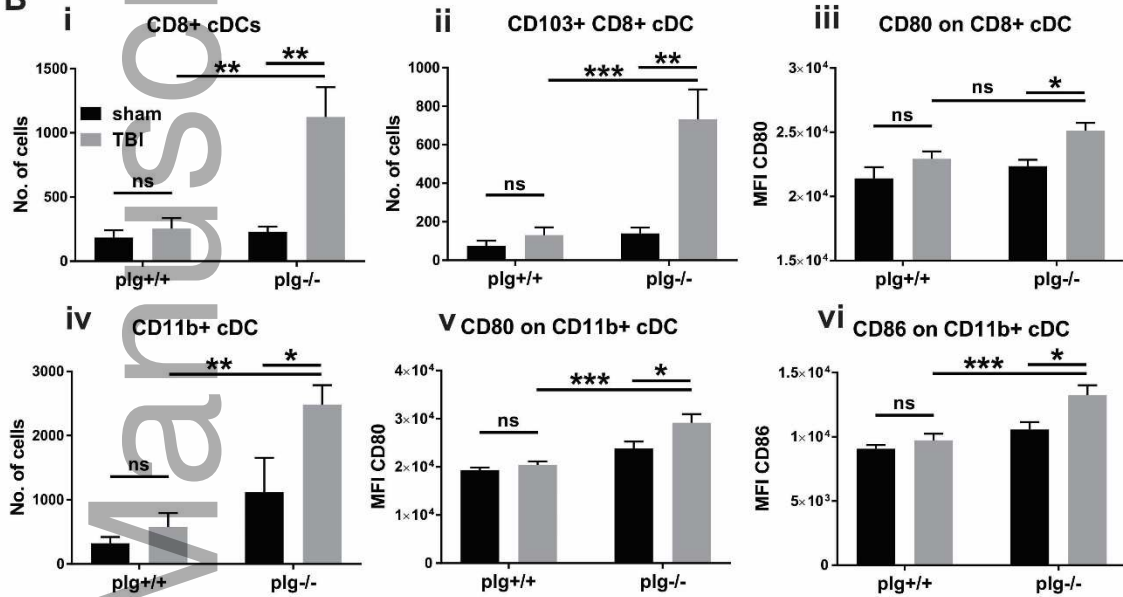 B
i
CD8+ cDCs
**
**
1500
1000
500
0
No. of cells
sham
TBI
ns
plg+/+
plg-/-
ii
CD103+ CD8+ cDC
**
***
1000
800
600
400
200
0
No. of cells
ns
plg+/+
plg-/-
iii
CD80 on CD8+ cDC
3×10⁴
2.5×10⁴
2×10⁴
1.5×10⁴
MFI CD80
ns
ns
*
plg+/+
plg-/-
iv
CD11b+ cDC
**
*
3000
2000
1000
0
No. of cells
ns
plg+/+
plg-/-
v
CD80 on CD11b+ cDC
***
*
4×10⁴
3×10⁴
2×10⁴
1×10⁴
0
MFI CD80
ns
plg+/+
plg-/-
vi
CD86 on CD11b+ cDC
***
*
1.5×10⁴
1×10⁴
5×10³
0
MFI CD86
ns
plg+/+
plg-/-
Manusc